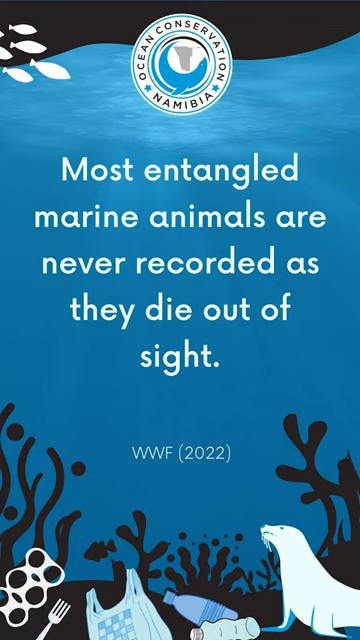 OCEAN CONSERVATION
NAMIBIA
Most entangled
marine animals are
never recorded as
they die out of
sight.
WWF (2022)